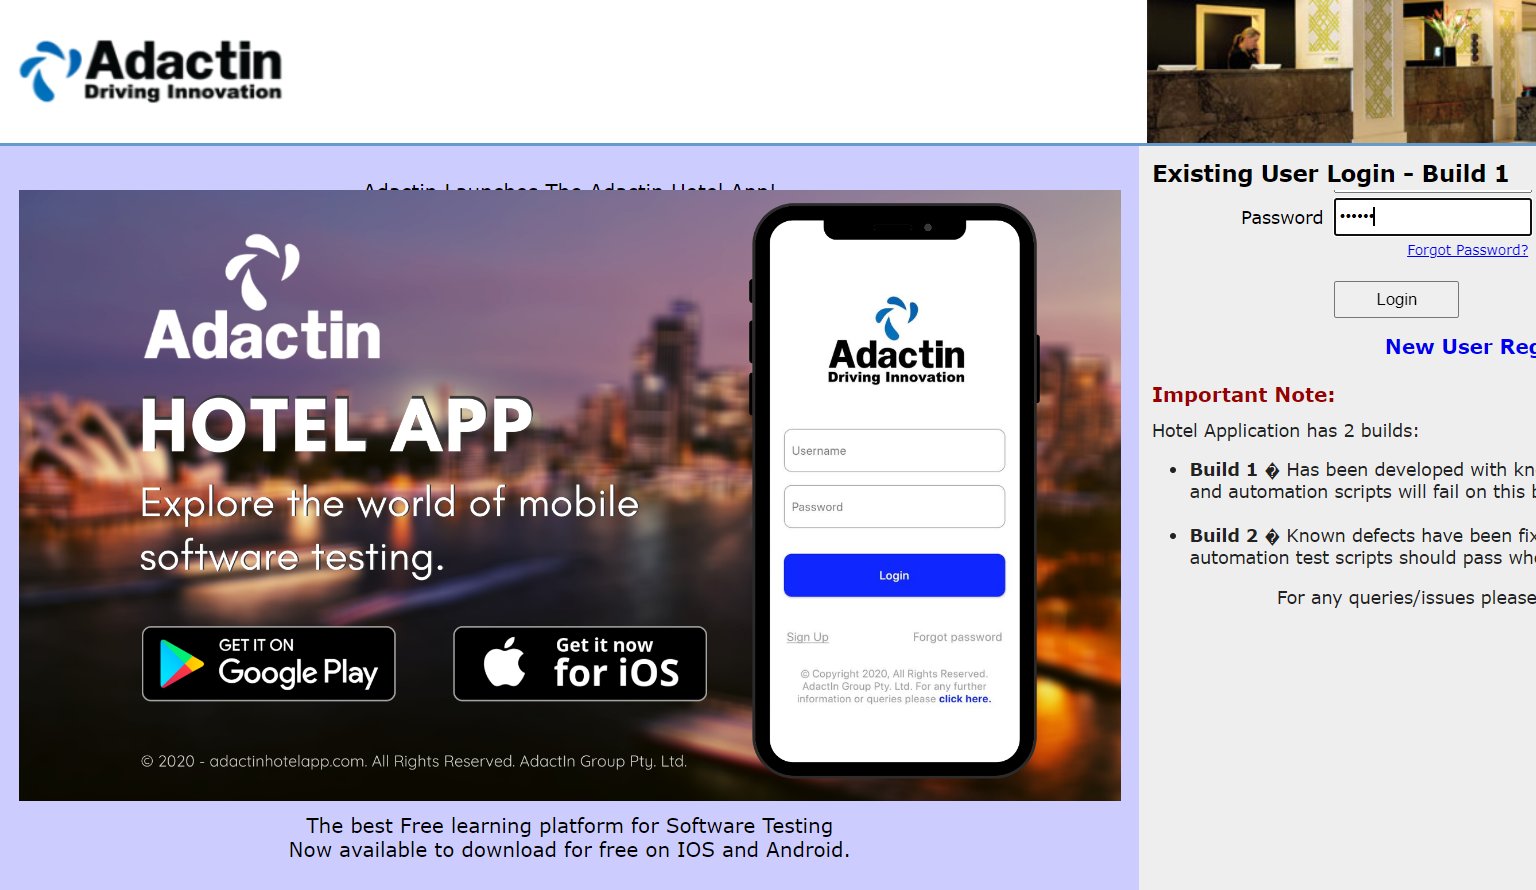 Adactin
Driving Innovation
Adactin Launches The Adactin Hotel App!
Adactin
HOTEL APP
Explore the world of mobile
software testing.
GET IT ON
Google Play
Get it now
for iOS
© 2020 - adactinhotelapp.com. All Rights Reserved. AdactIn Group Pty. Ltd.
Adactin
Driving Innovation
Username
Password
Login
Sign Up
Forgot password
© Copyright 2020, All Rights Reserved.
AdactIn Group Pty. Ltd. For any further
information or queries please click here.
The best Free learning platform for Software Testing
Now available to download for free on IOS and Android.
Existing User Login - Build 1
Password
Forgot Password?
Login
New User Reg
Important Note:
Hotel Application has 2 builds:
• Build 1 � Has been developed with kn
and automation scripts will fail on this b
• Build 2 � Known defects have been fix
automation test scripts should pass whe
For any queries/issues please